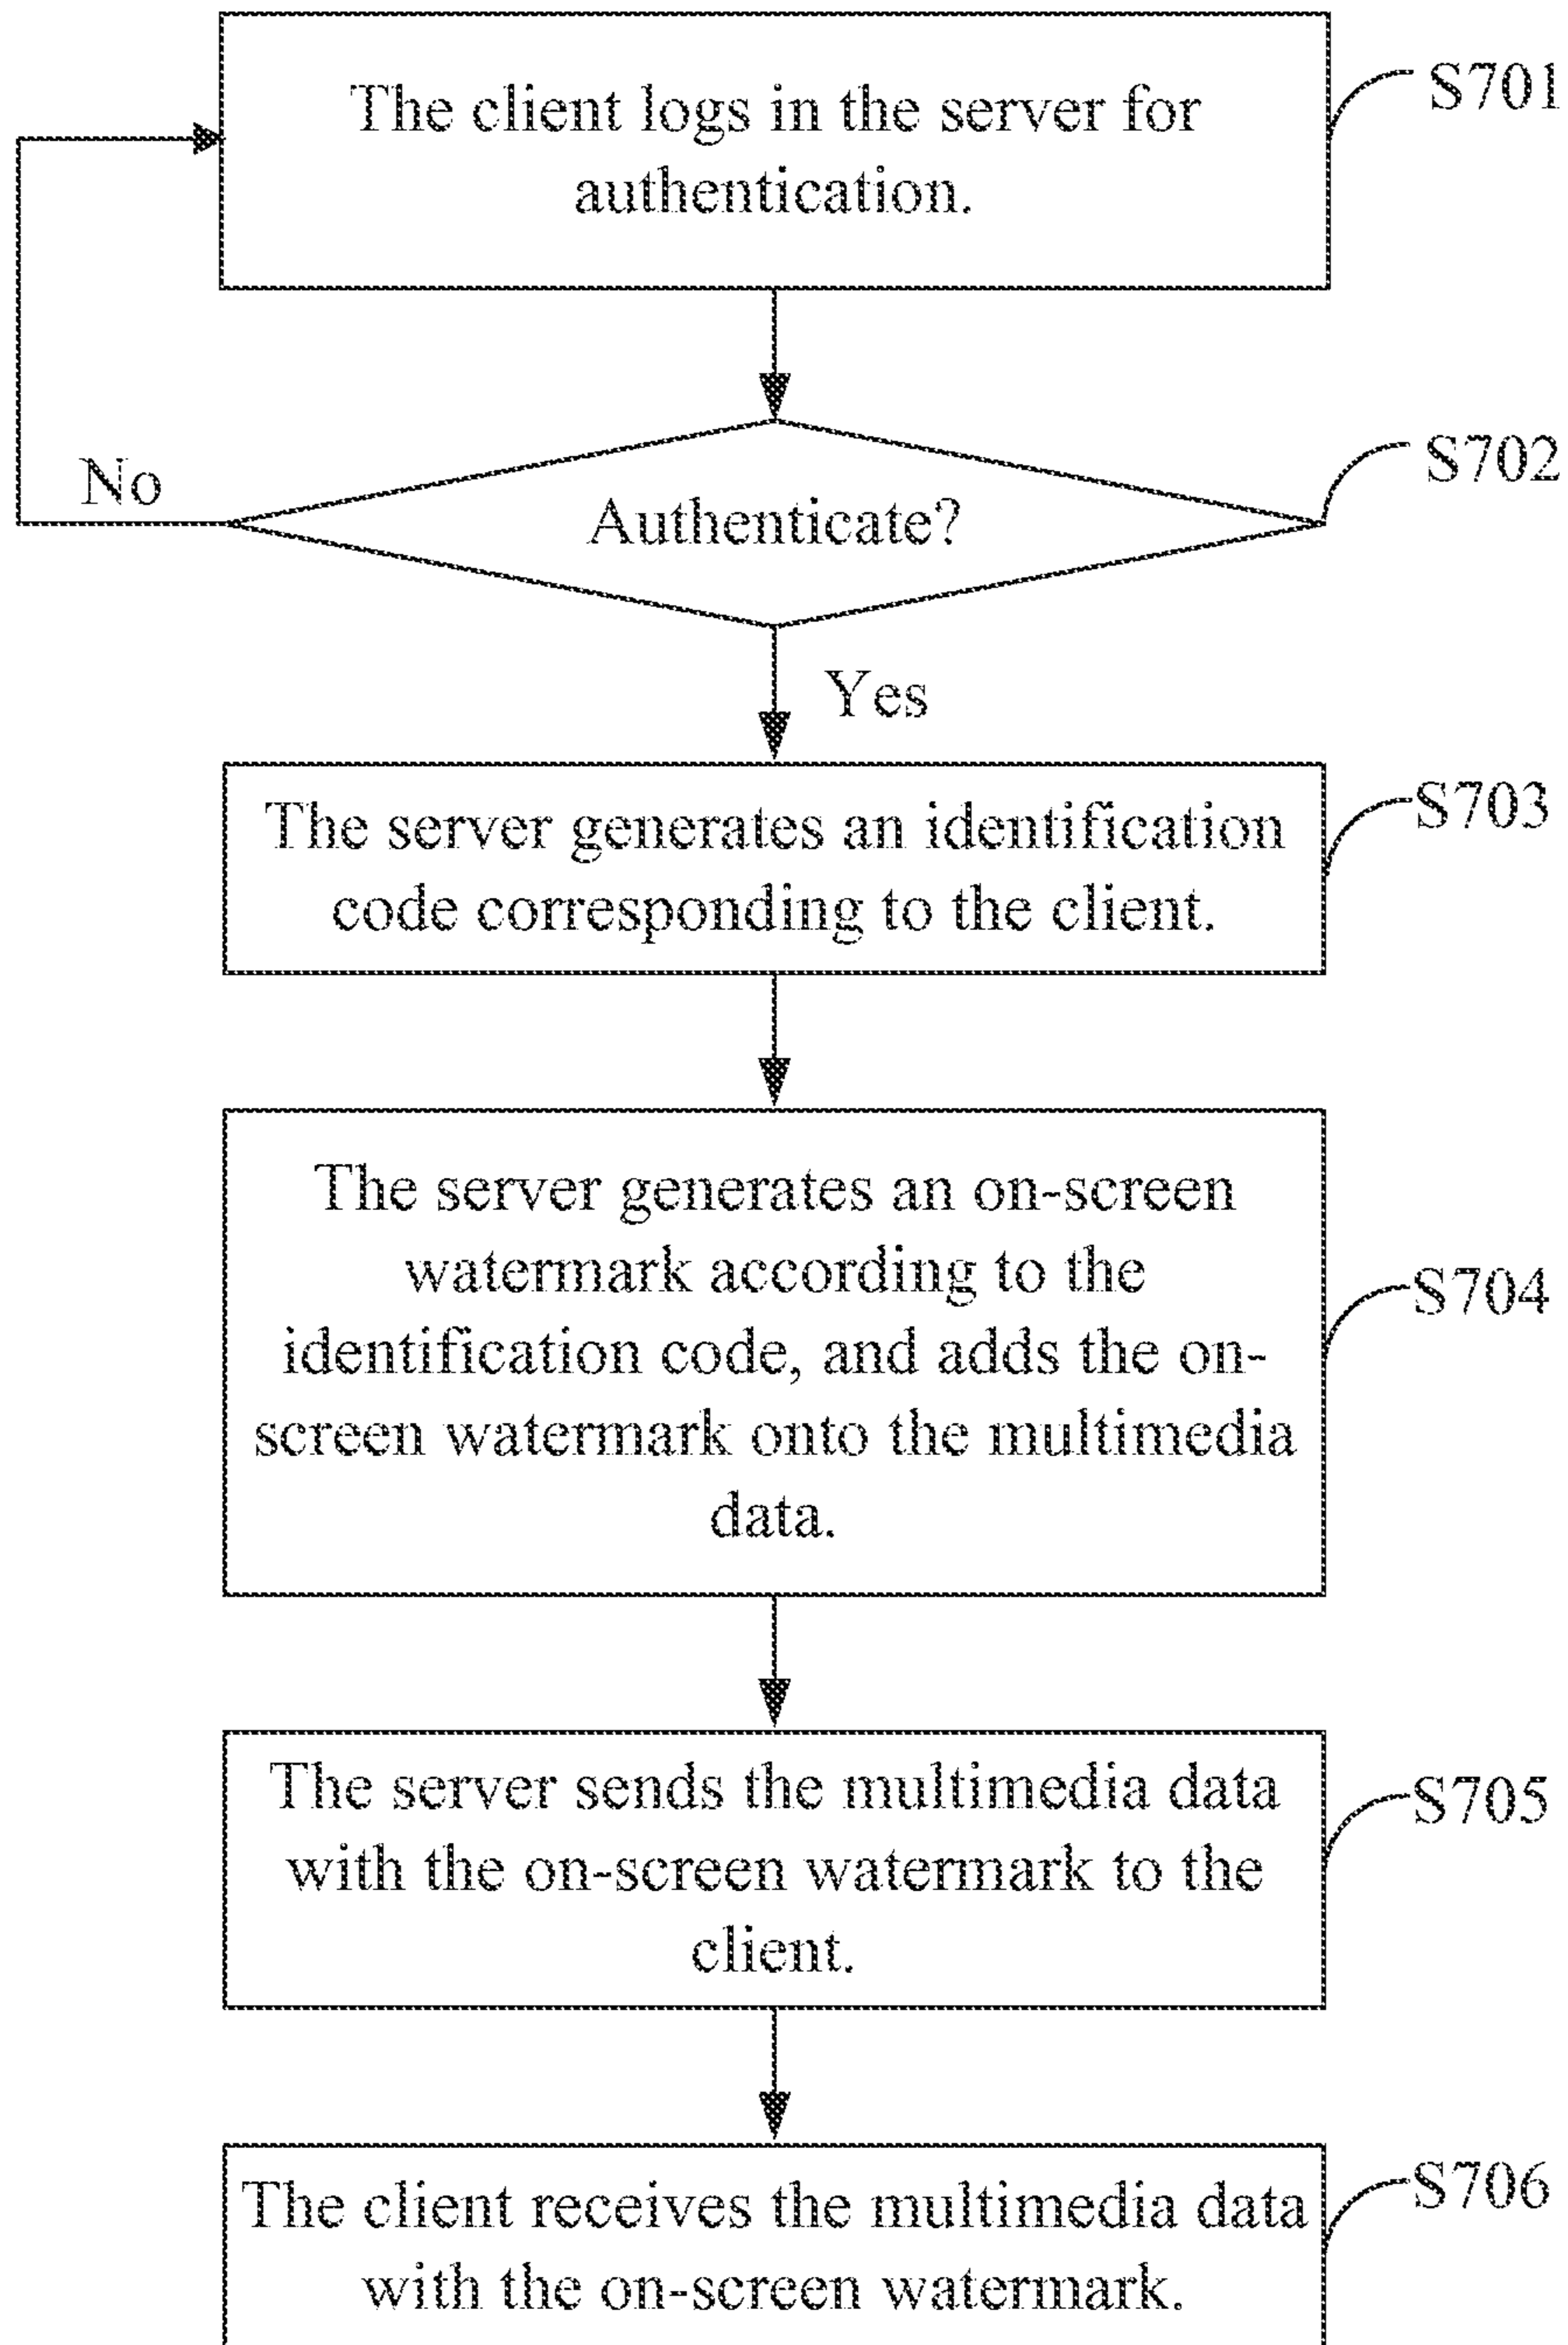 The client logs in the server for
authentication.
S701
Authenticate?
S702
No
Yes
The server generates an identification
code corresponding to the client.
S703
The server generates an on-screen
watermark according to the
identification code, and adds the on-
screen watermark onto the multimedia
data.
S704
The server sends the multimedia data
with the on-screen watermark to the
client.
S705
The client receives the multimedia data
with the on-screen watermark.
S706